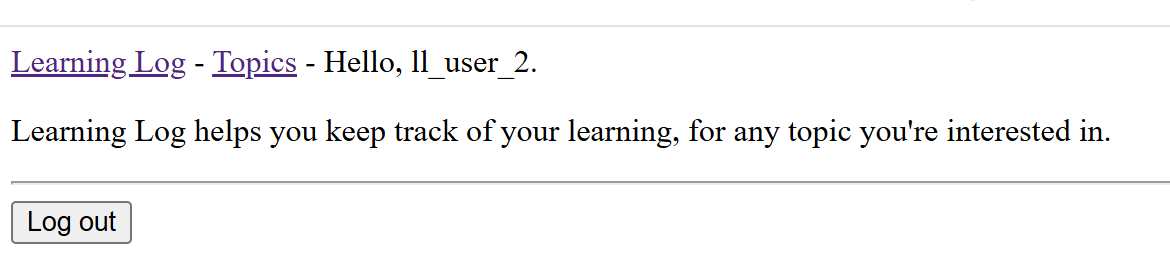 Learning Log - Topics - Hello, ll_user_2.
Learning Log helps you keep track of your learning, for any topic you're interested in.
Log out